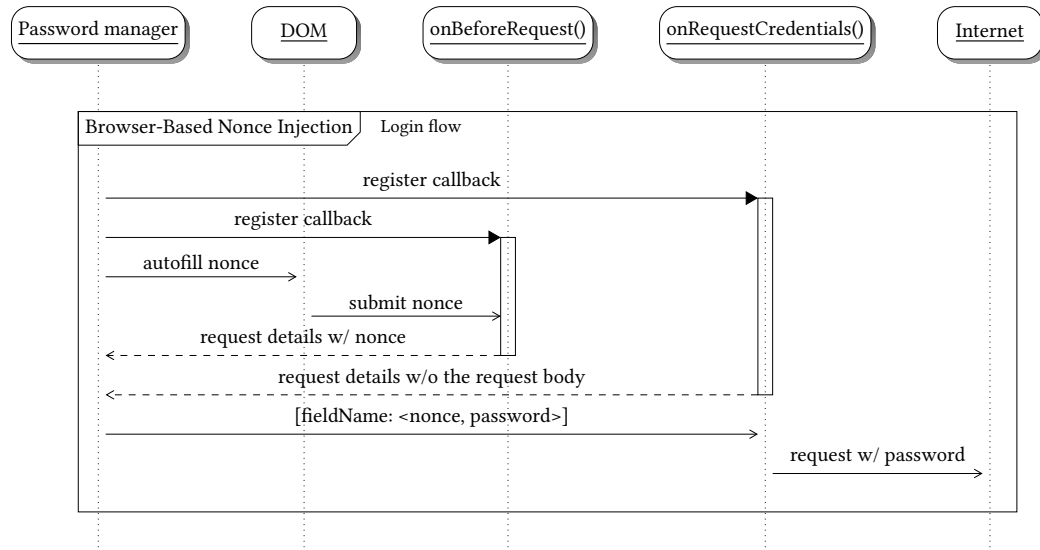 Password manager
DOM
onBeforeRequest()
onRequestCredentials()
Internet
Browser-Based Nonce Injection
Login flow
register callback
register callback
autofill nonce
submit nonce
request details w/ nonce
request details w/o the request body
[fieldName: <nonce, password>]
request w/ password